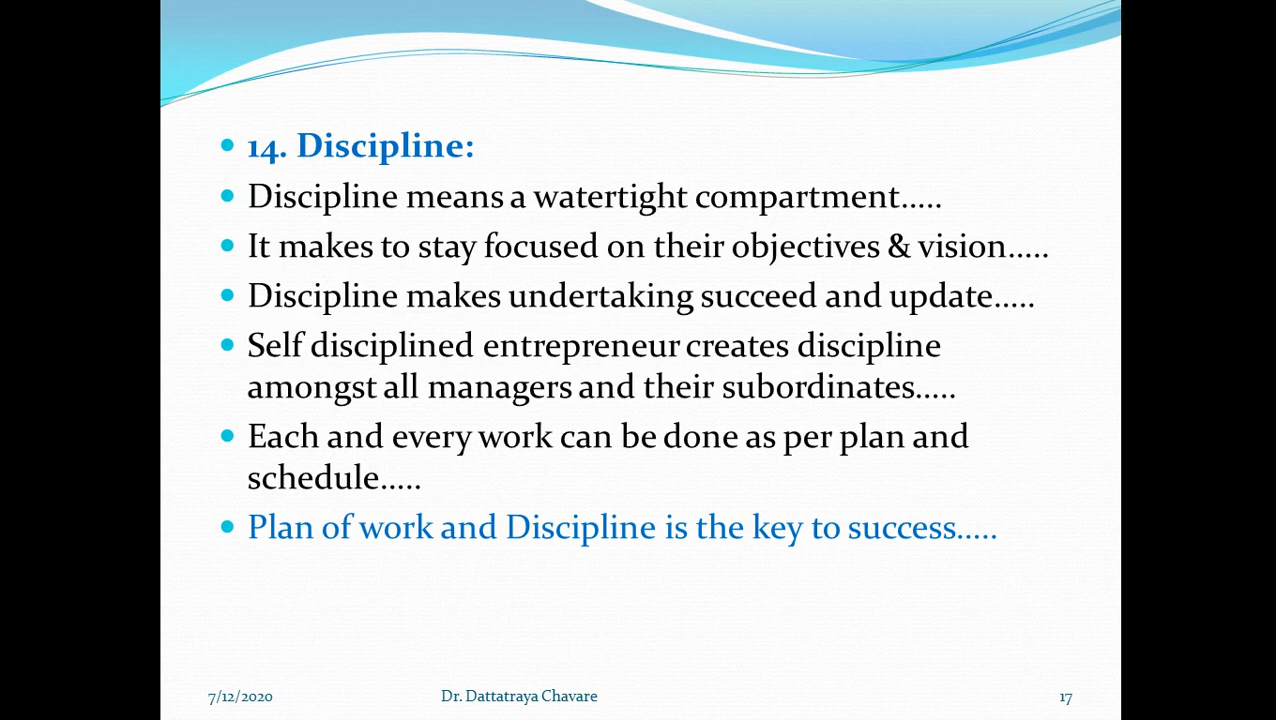 14. Discipline:
Discipline means a watertight compartment.....
It makes to stay focused on their objectives & vision.....
Discipline makes undertaking succeed and update.....
Self disciplined entrepreneur creates discipline
amongst all managers and their subordinates.....
Each and every work can be done as per plan and
schedule.....
Plan of work and Discipline is the key to success.....
7/12/2020 Dr. Dattatraya Chavare 17